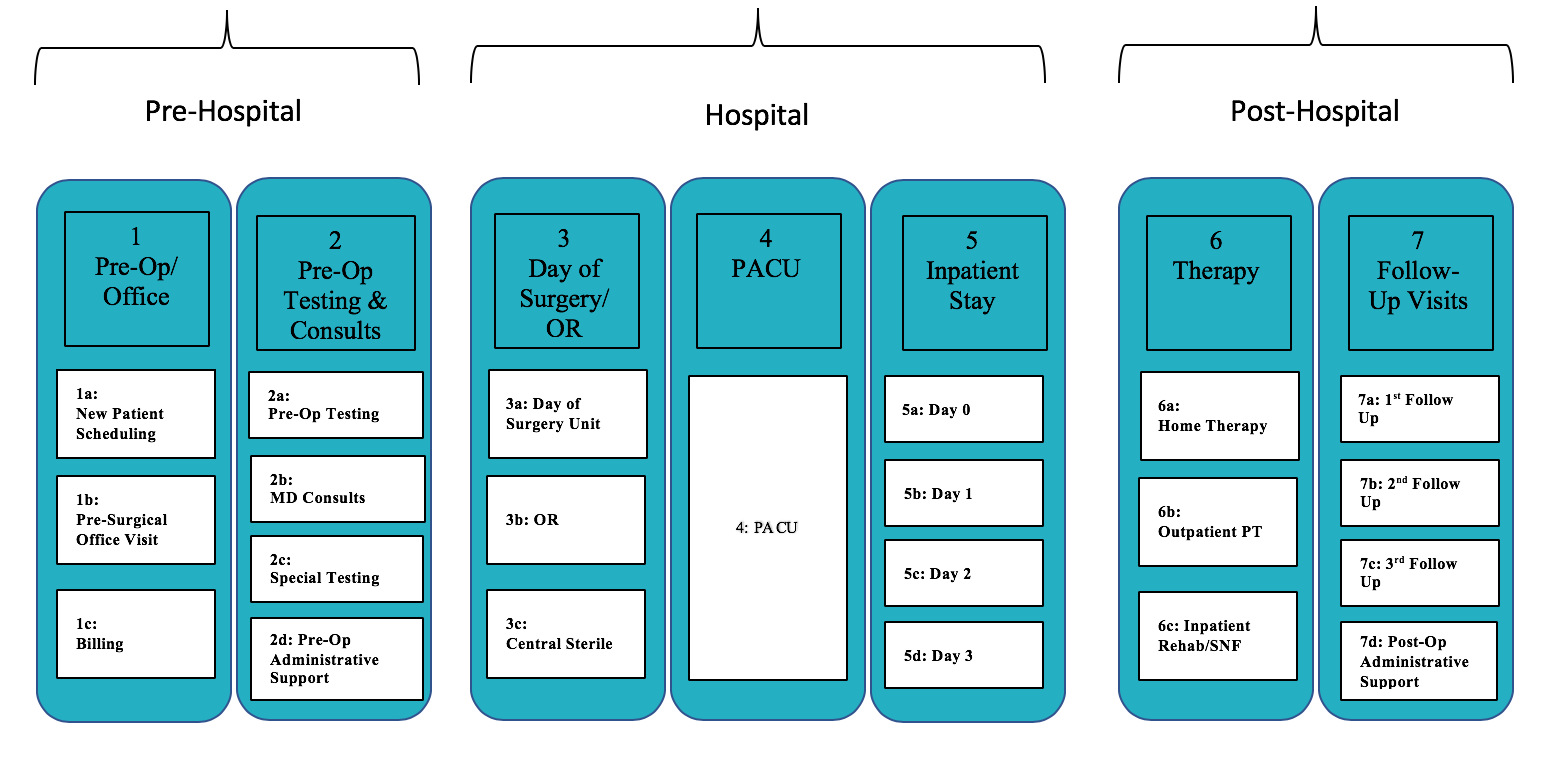 Pre-Hospital
Hospital
Post-Hospital
1
Pre-Op/
Office
1a:
New Patient
Scheduling
1b:
Pre-Surgical
Office Visit
1c:
Billing
2
Pre-Op
Testing &
Consults
2a:
Pre-Op Testing
2b:
MD Consults
2c:
Special Testing
2d: Pre-Op
Administrative
Support
3
Day of
Surgery/
OR
3a: Day of
Surgery Unit
3b: OR
3c:
Central Sterile
4
PACU
4: PACU
5
Inpatient
Stay
5a: Day 0
5b: Day 1
5c: Day 2
5d: Day 3
6
Therapy
6a:
Home Therapy
6b:
Outpatient PT
6c: Inpatient
Rehab/SNF
7
Follow-
Up Visits
7a: 1st Follow
Up
7b: 2nd Follow
Up
7c: 3rd Follow
Up
7d: Post-Op
Administrative
Support